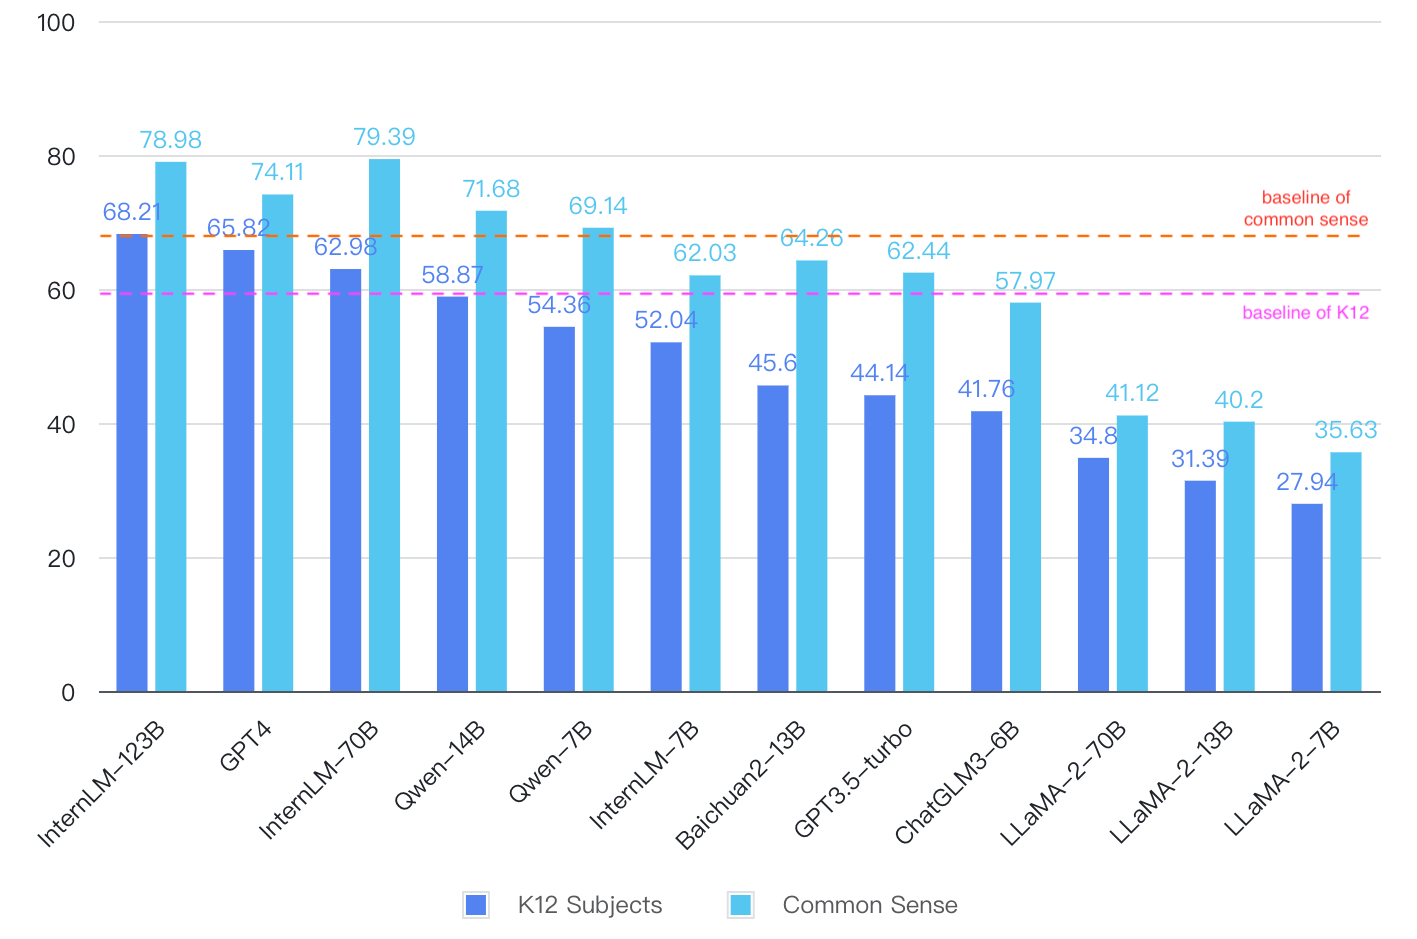 100
80
60
40
20
0
78.98
79.39
74.11
71.68
69.14
68.21
65.82
62.98
64.26
62.44
62.03
58.87
57.97
54.36
52.04
45.6
44.14
41.76
41.12
40.2
34.8
35.63
31.39
27.94
baseline of
common sense
baseline of K12
InternLM-123B
GPT4
InternLM-70B
Qwen-14B
Qwen-7B
InternLM-7B
Baichuan2-13B
GPT3.5-turbo
ChatGLM3-6B
LLaMA-2-70B
LLaMA-2-13B
LLaMA-2-7B
K12 Subjects
Common Sense